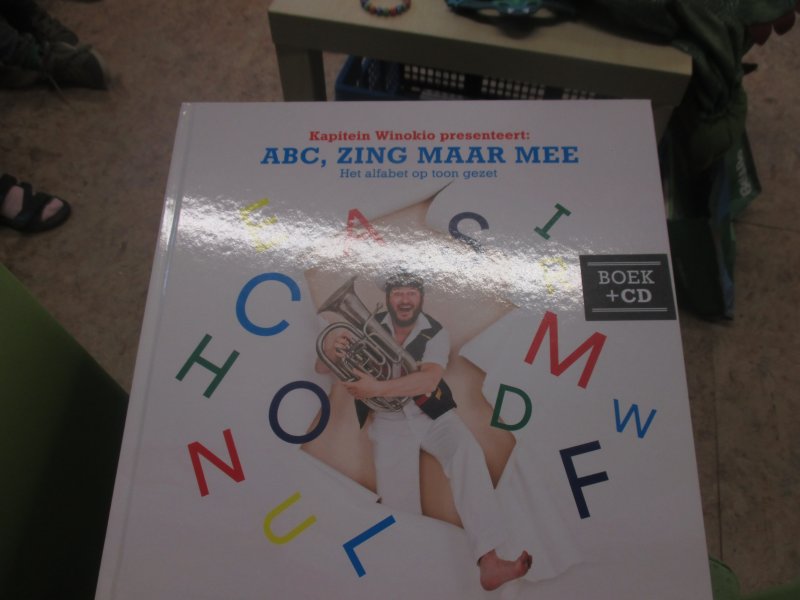 Kapitein Winokio presenteert:
ABC, ZING MAAR MEE
Het alfabet op toon gezet
A
S
I
BOEK
+CD
C
M
H
O
D
W
N
F
U
L